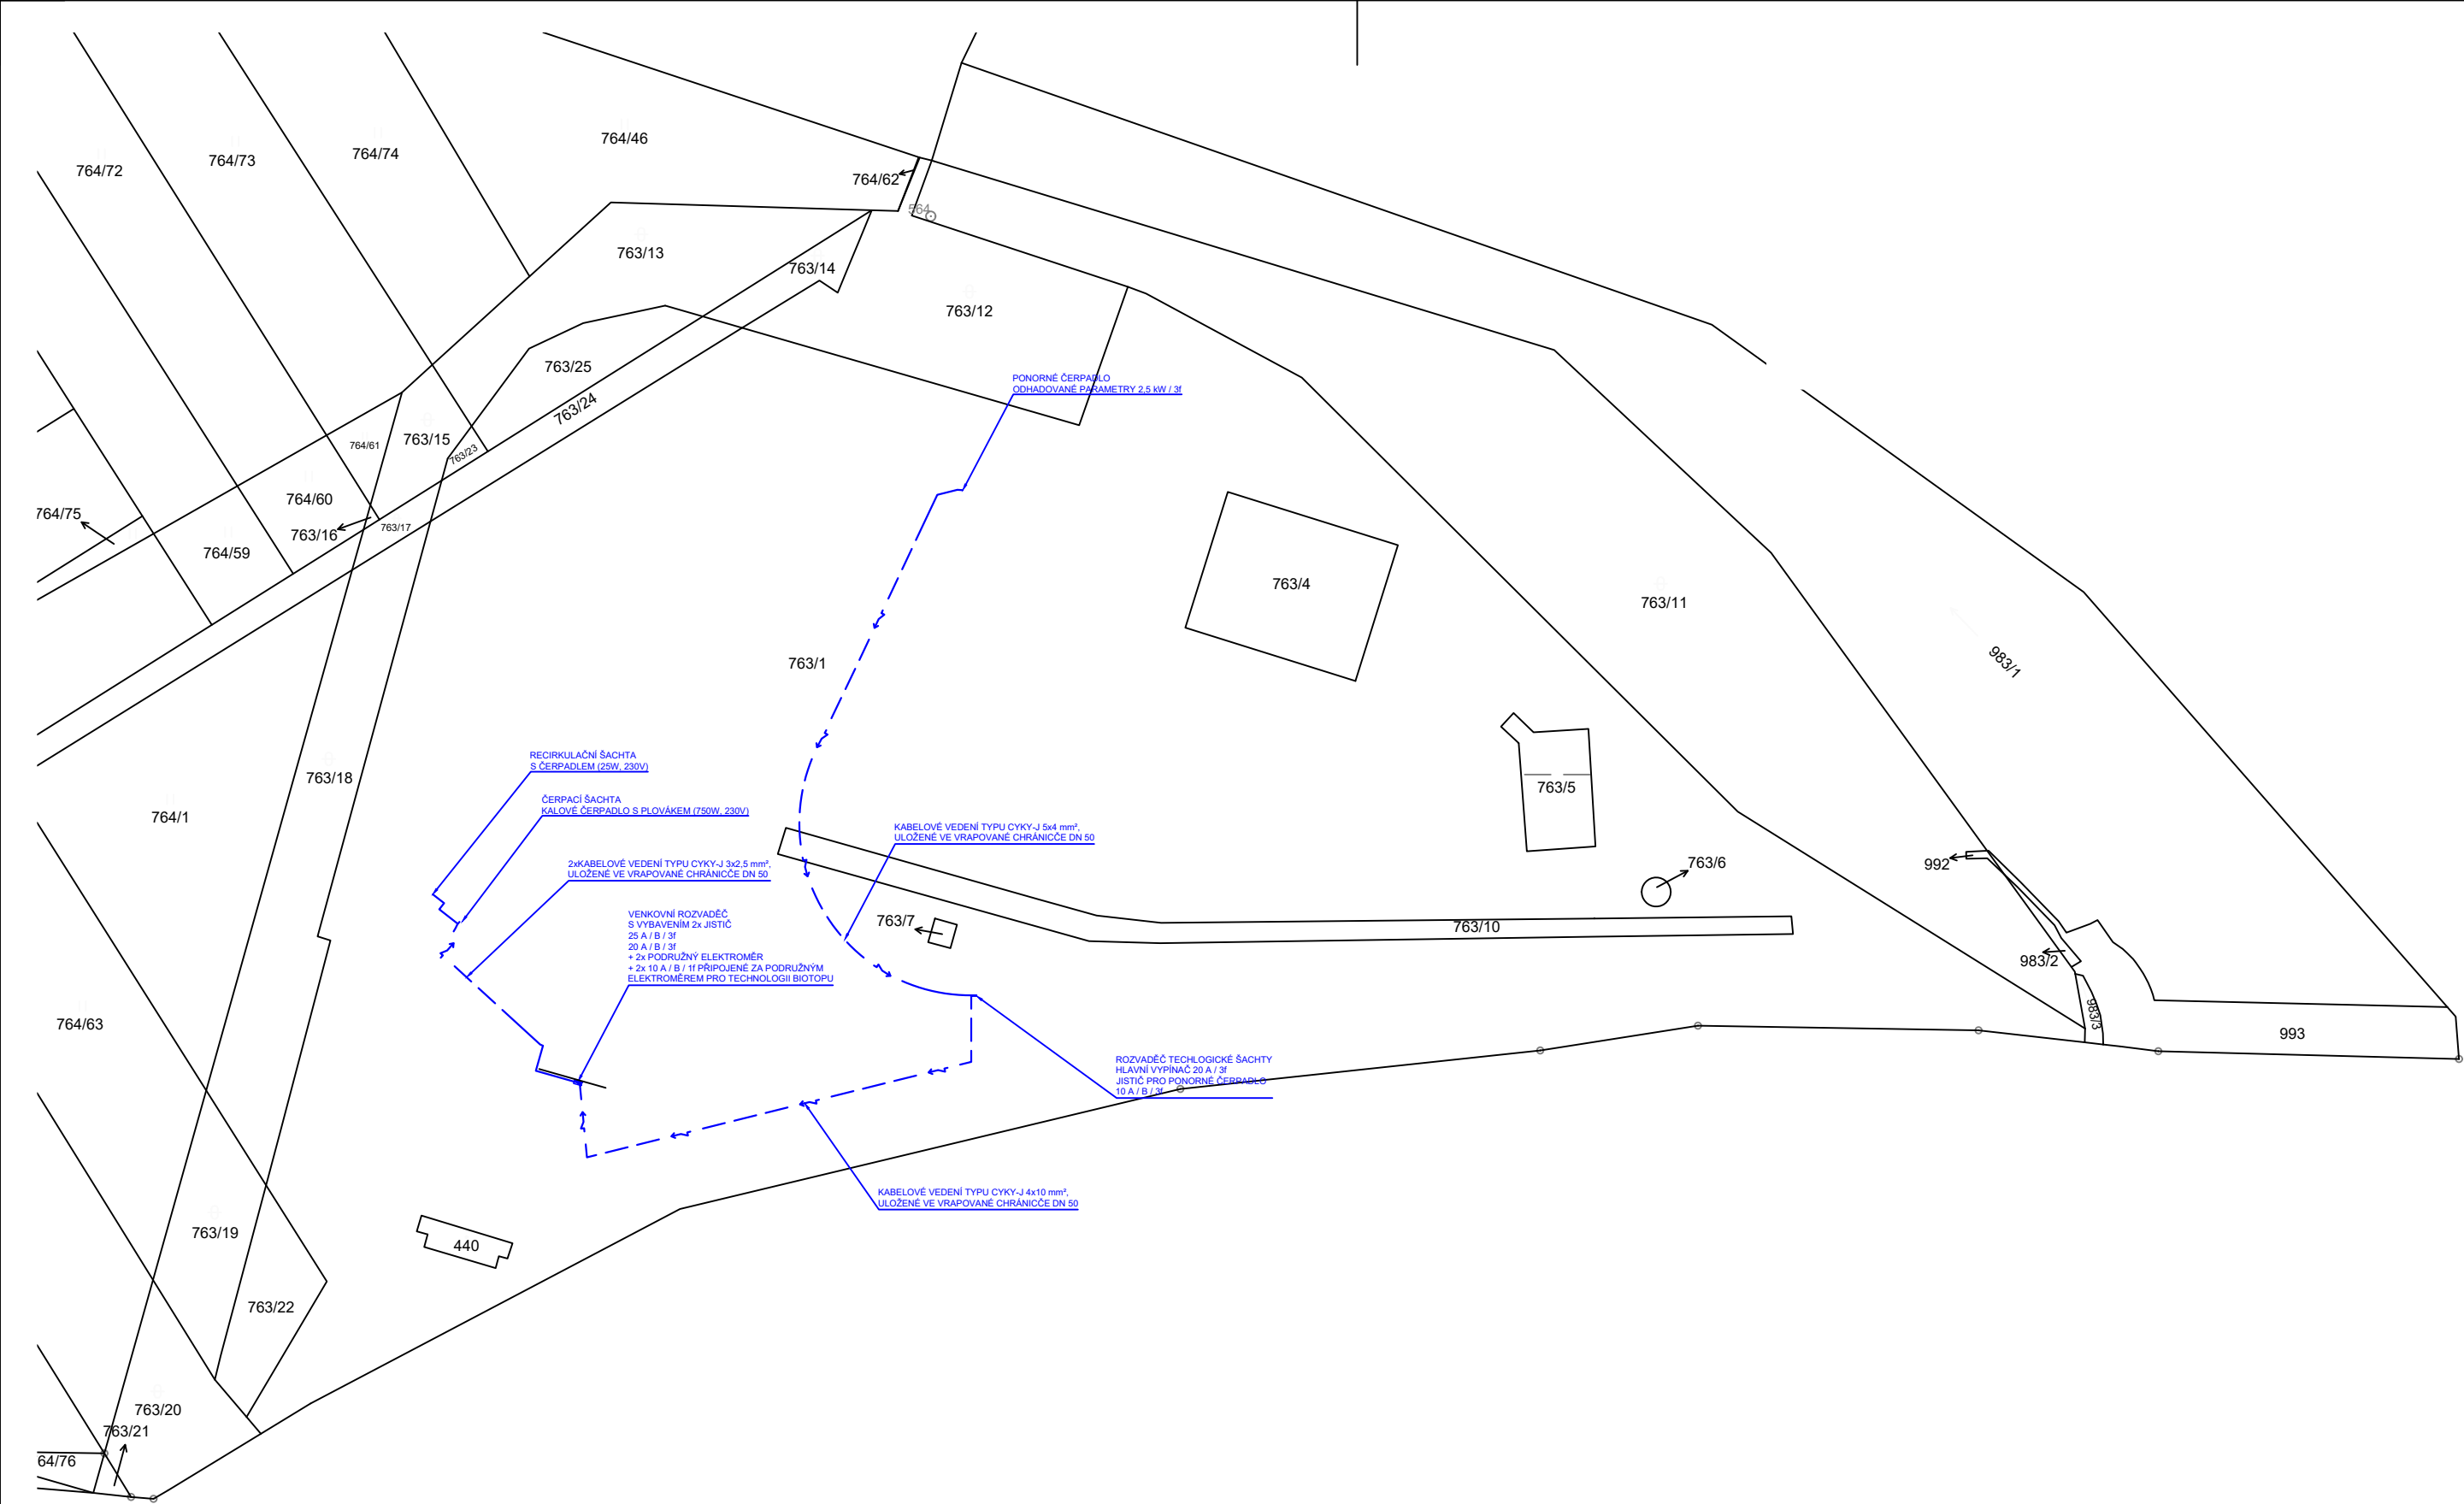 764/46
764/74
764/73
764/72
764/62
564
763/13
763/14
763/12
763/25
PONORNÉ ČERPADLO
ODHADOVANÉ PARAMETRY 2,5 kW / 3f
763/24
763/15
764/61
763/23
764/60
764/75
763/17
763/16
764/59
763/4
763/11
763/1
983/1
RECIRKULAČNÍ ŠACHTA
S ČERPADLEM (25W, 230V)
763/18
763/5
ČERPACÍ ŠACHTA
KALOVÉ ČERPADLO S PLOVÁKEM (750W, 230V)
764/1
KABELOVÉ VEDENÍ TYPU CYKY-J 5x4 mm²,
ULOŽENÉ VE VRAPOVANÉ CHRÁNICČE DN 50
2xKABELOVÉ VEDENÍ TYPU CYKY-J 3x2,5 mm²,
ULOŽENÉ VE VRAPOVANÉ CHRÁNICČE DN 50
763/6
992
VENKOVNÍ ROZVADĚČ
S VYBAVENÍM 2x JISTIČ
25 A / B / 3f
20 A / B / 3f
+ 2x PODRUŽNÝ ELEKTROMĚR
+ 2x 10 A / B / 1f PŘIPOJENÉ ZA PODRUŽNÝM
ELEKTROMĚREM PRO TECHNOLOGII BIOTOPU
763/7
763/10
983/2
983/3
764/63
993
ROZVADĚČ TECHLOGICKÉ ŠACHTY
HLAVNÍ VYPÍNAČ 20 A / 3f
JISTIČ PRO PONORNÉ ČERPADLO
10 A / B / 3f
KABELOVÉ VEDENÍ TYPU CYKY-J 4x10 mm²,
ULOŽENÉ VE VRAPOVANÉ CHRÁNICČE DN 50
763/19
440
763/22
763/20
763/21
64/76